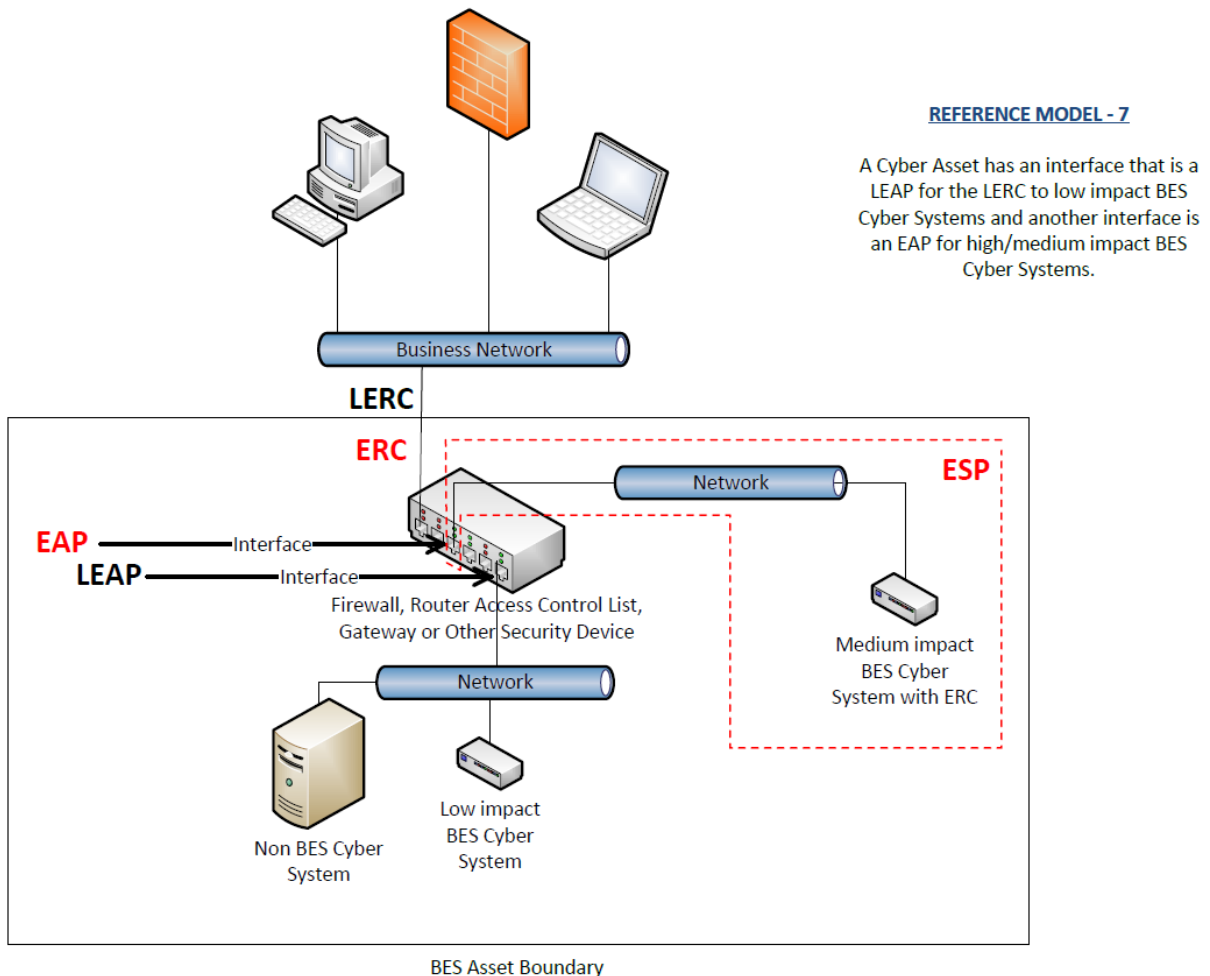 REFERENCE MODEL - 7
A Cyber Asset has an interface that is a
LEAP for the LERC to low impact BES
Cyber Systems and another interface is
an EAP for high/medium impact BES
Cyber Systems.
Business Network
LERC
ERC
ESP
Network
EAP
Interface
LEAP
Interface
Firewall, Router Access Control List,
Gateway or Other Security Device
Medium impact
BES Cyber
System with ERC
Network
Low impact
BES Cyber
System
Non BES Cyber
System
BES Asset Boundary